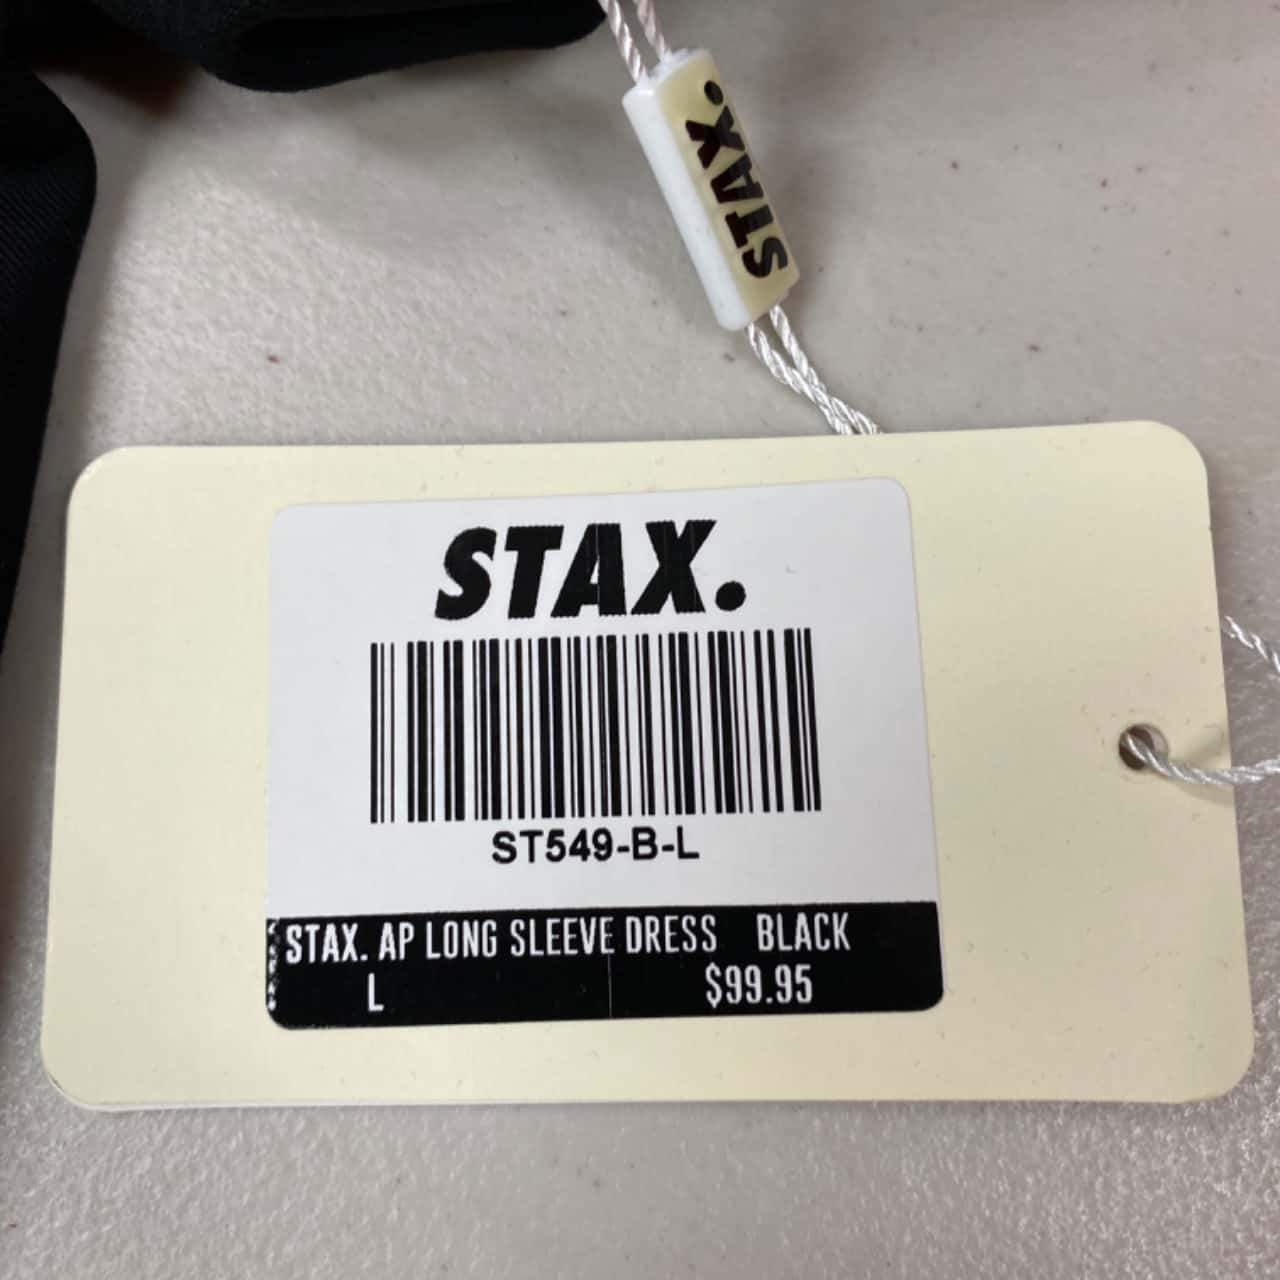 STAX.
STAX.
ST549-B-L
STAX. AP LONG SLEEVE DRESS BLACK
L $99.95